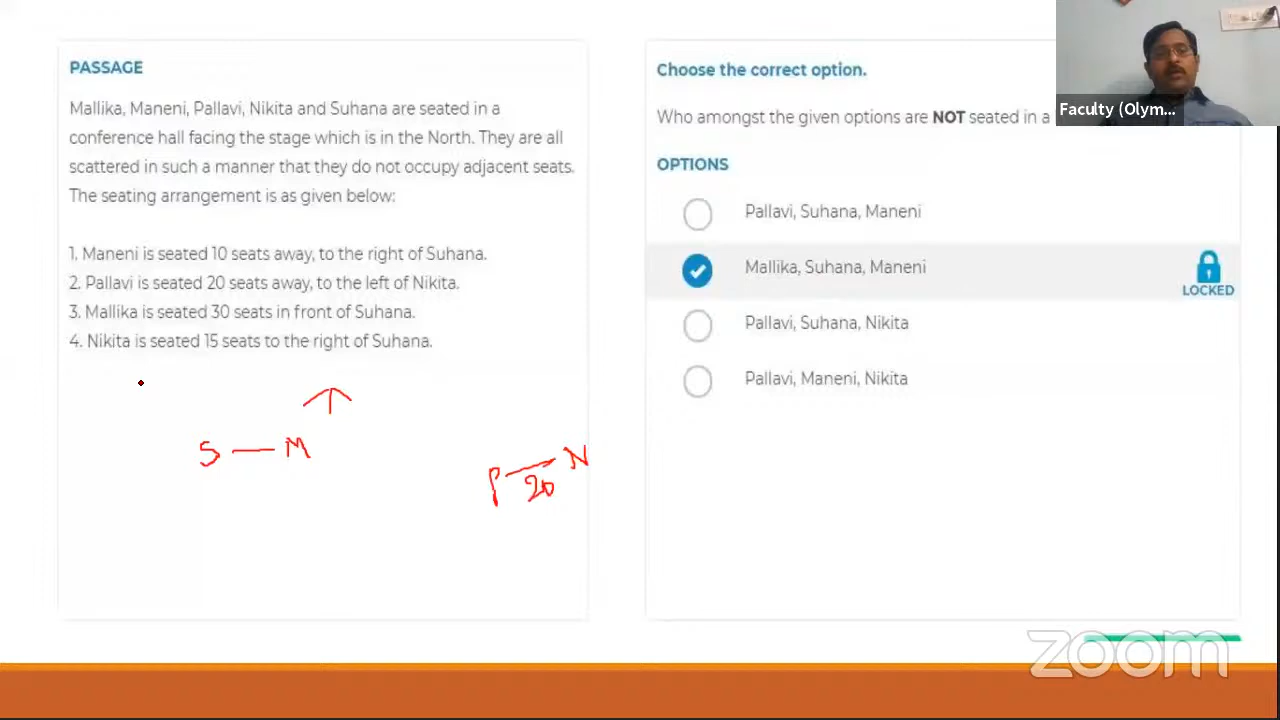 PASSAGE
Mallika, Maneni, Pallavi, Nikita and Suhana are seated in a
conference hall facing the stage which is in the North. They are all
scattered in such a manner that they do not occupy adjacent seats.
The seating arrangement is as given below:
1. Maneni is seated 10 seats away, to the right of Suhana.
2. Pallavi is seated 20 seats away, to the left of Nikita.
3. Mallika is seated 30 seats in front of Suhana.
4. Nikita is seated 15 seats to the right of Suhana.
S — M
P — N
20
Choose the correct option.
Who amongst the given options are NOT seated in a
OPTIONS
Pallavi, Suhana, Maneni
Mallika, Suhana, Maneni
LOCKED
Pallavi, Suhana, Nikita
Pallavi, Maneni, Nikita
Faculty (Olym...
zoom